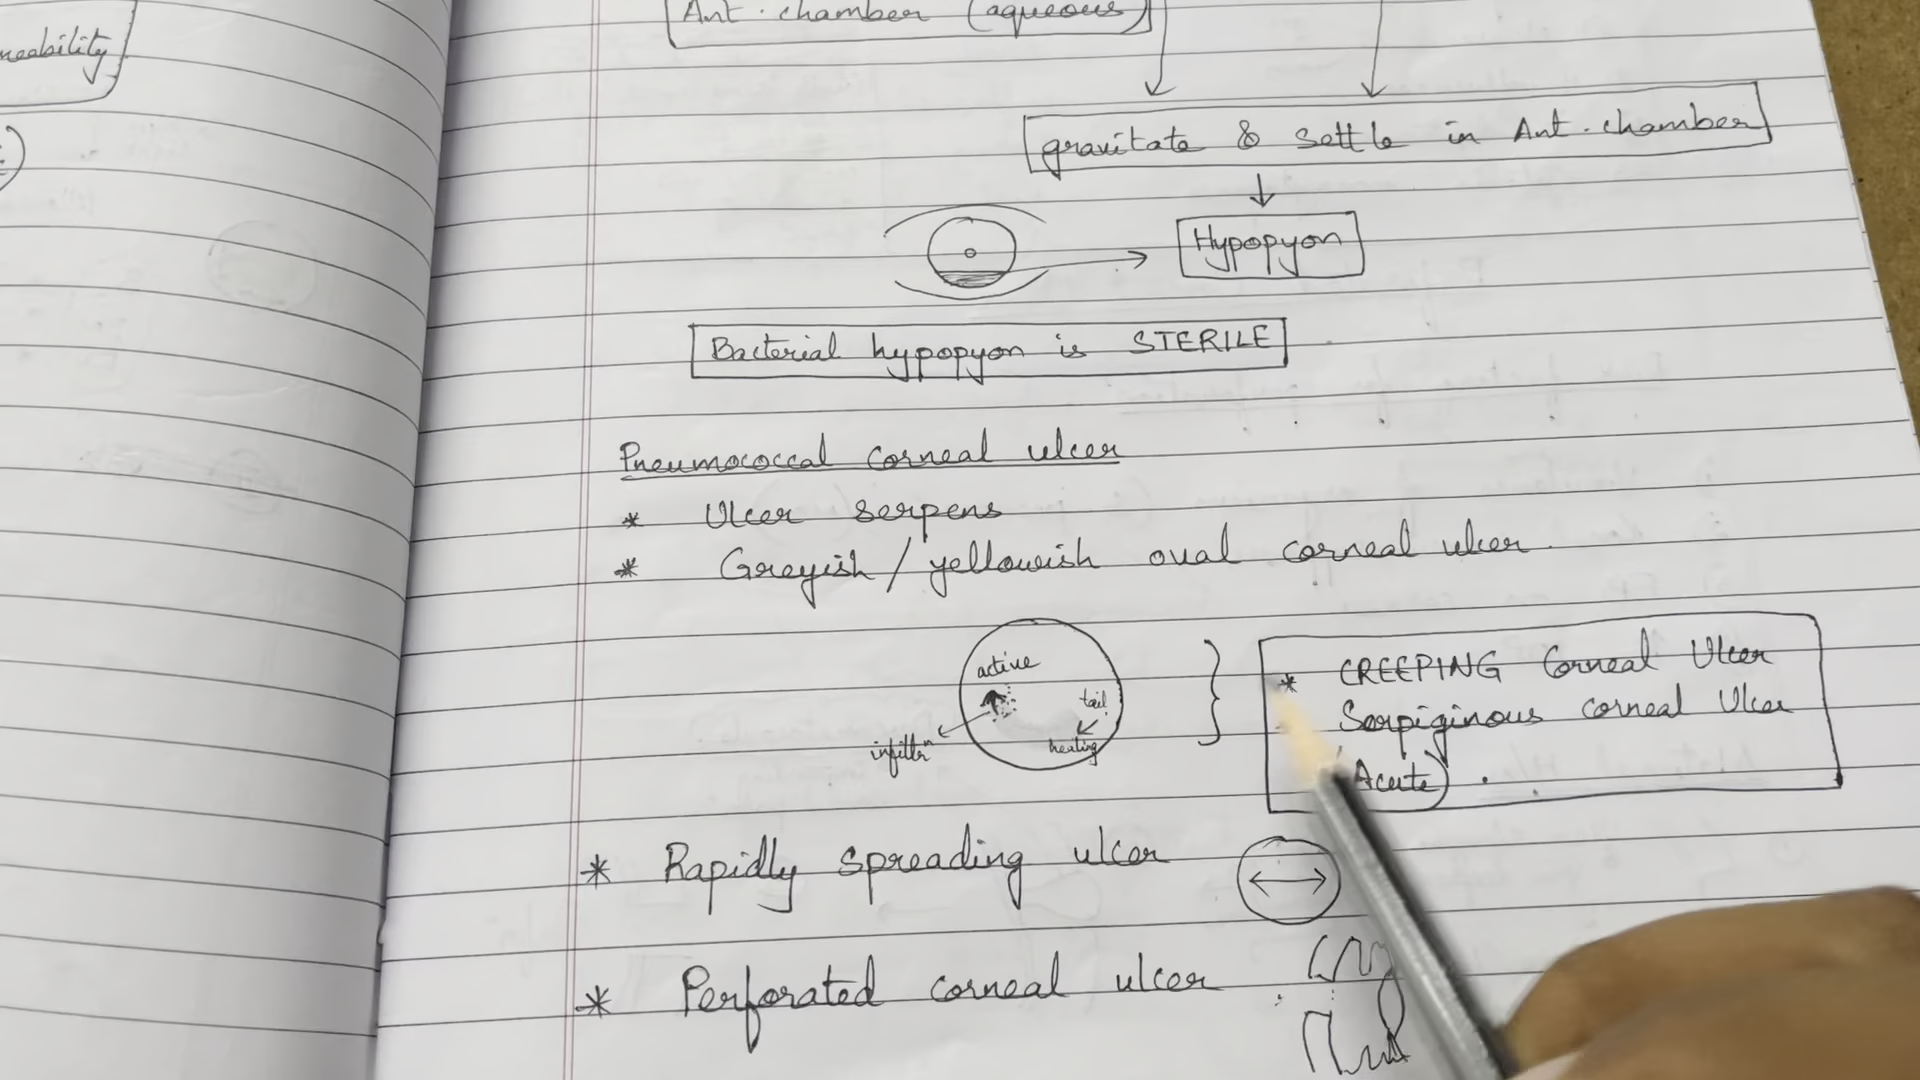 Ant. chamber (aqueous)
gravitate & settle in Ant. chamber
Hypopyon
Bacterial hypopyon is STERILE
Pneumococcal corneal ulcer
* Ulcer serpens
* Greyish / yellowish oval corneal ulcer.
active
tail
healing
infiltrn
* CREEPING Corneal Ulcer
Serpiginous corneal Ulcer
(Acute).
* Rapidly spreading ulcer
* Perforated corneal ulcer